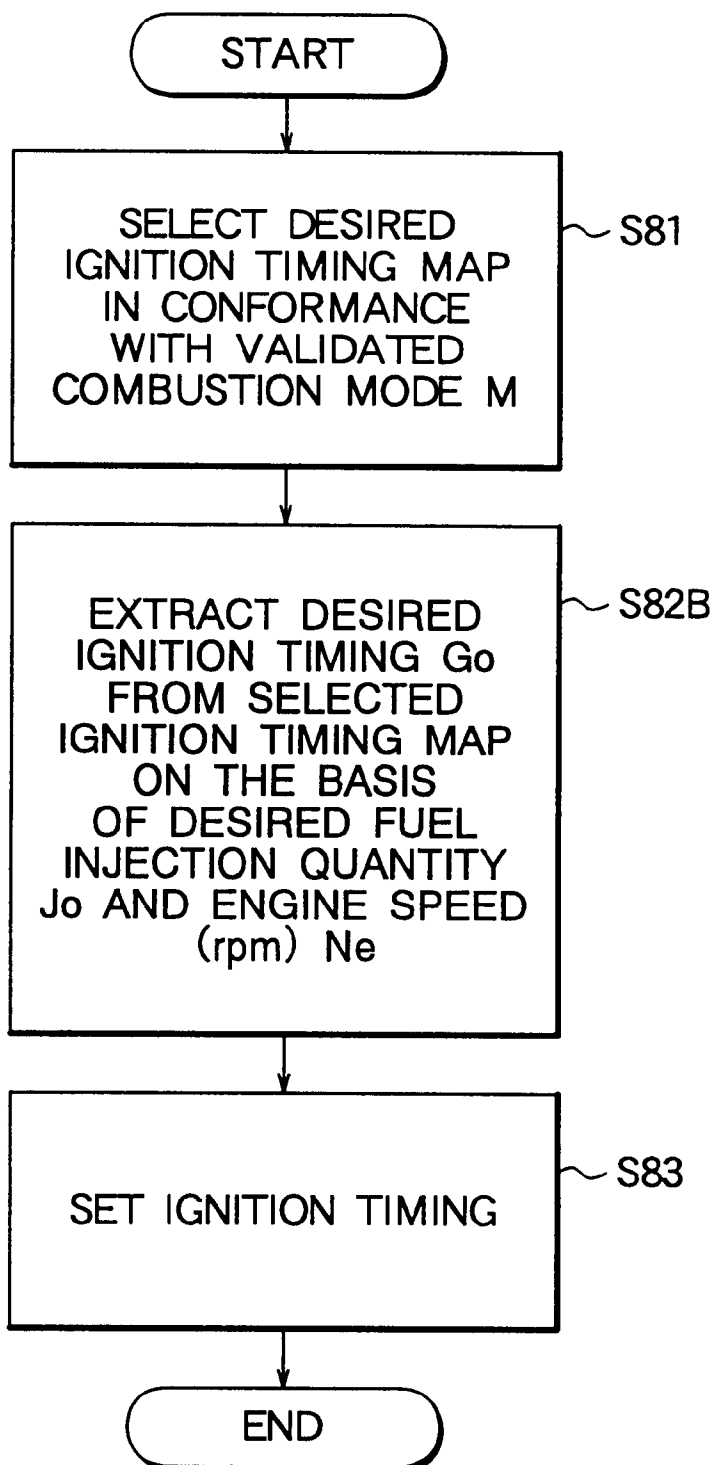 START
SELECT DESIRED
IGNITION TIMING MAP
IN CONFORMANCE
WITH VALIDATED
COMBUSTION MODE M
S81
EXTRACT DESIRED
IGNITION TIMING Go
FROM SELECTED
IGNITION TIMING MAP
ON THE BASIS
OF DESIRED FUEL
INJECTION QUANTITY
Jo AND ENGINE SPEED
(rpm) Ne
S82B
SET IGNITION TIMING
S83
END